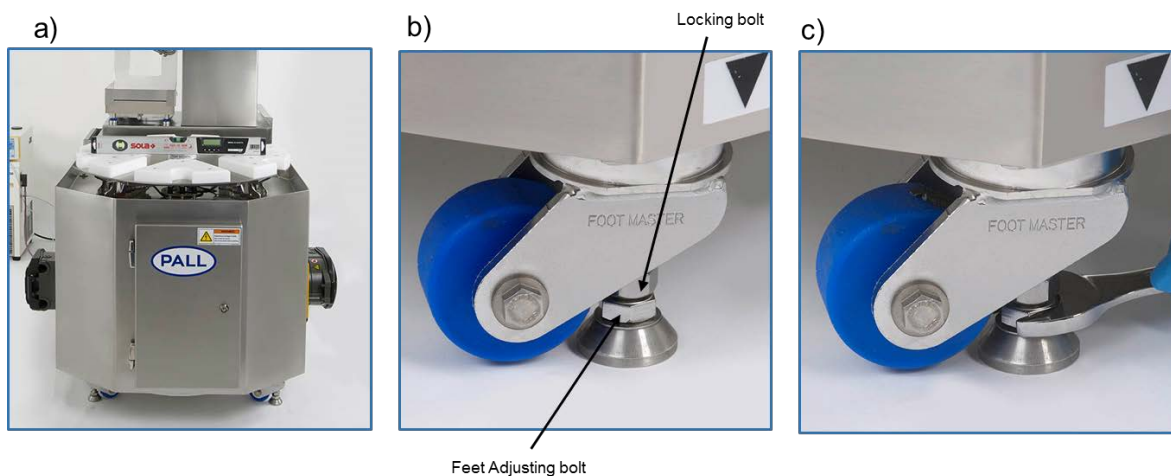 Locking bolt
a)
b)
c)
SOLA
PALL
FOOT MASTER
FOOT MASTER
Feet Adjusting bolt